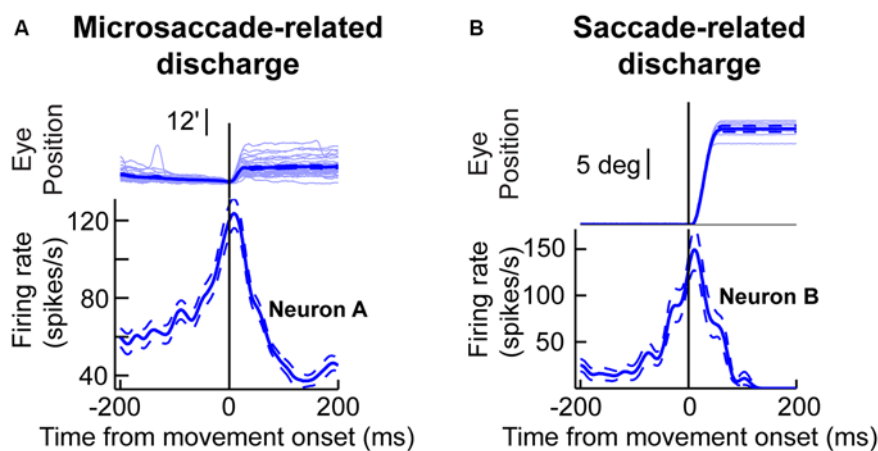 A Microsaccade-related
discharge
12'
Eye
Position
120
80
40
Firing rate
(spikes/s)
Neuron A
-200 0 200
Time from movement onset (ms)
B Saccade-related
discharge
5 deg
Eye
Position
150
100
50
Firing rate
(spikes/s)
Neuron B
-200 0 200
Time from movement onset (ms)